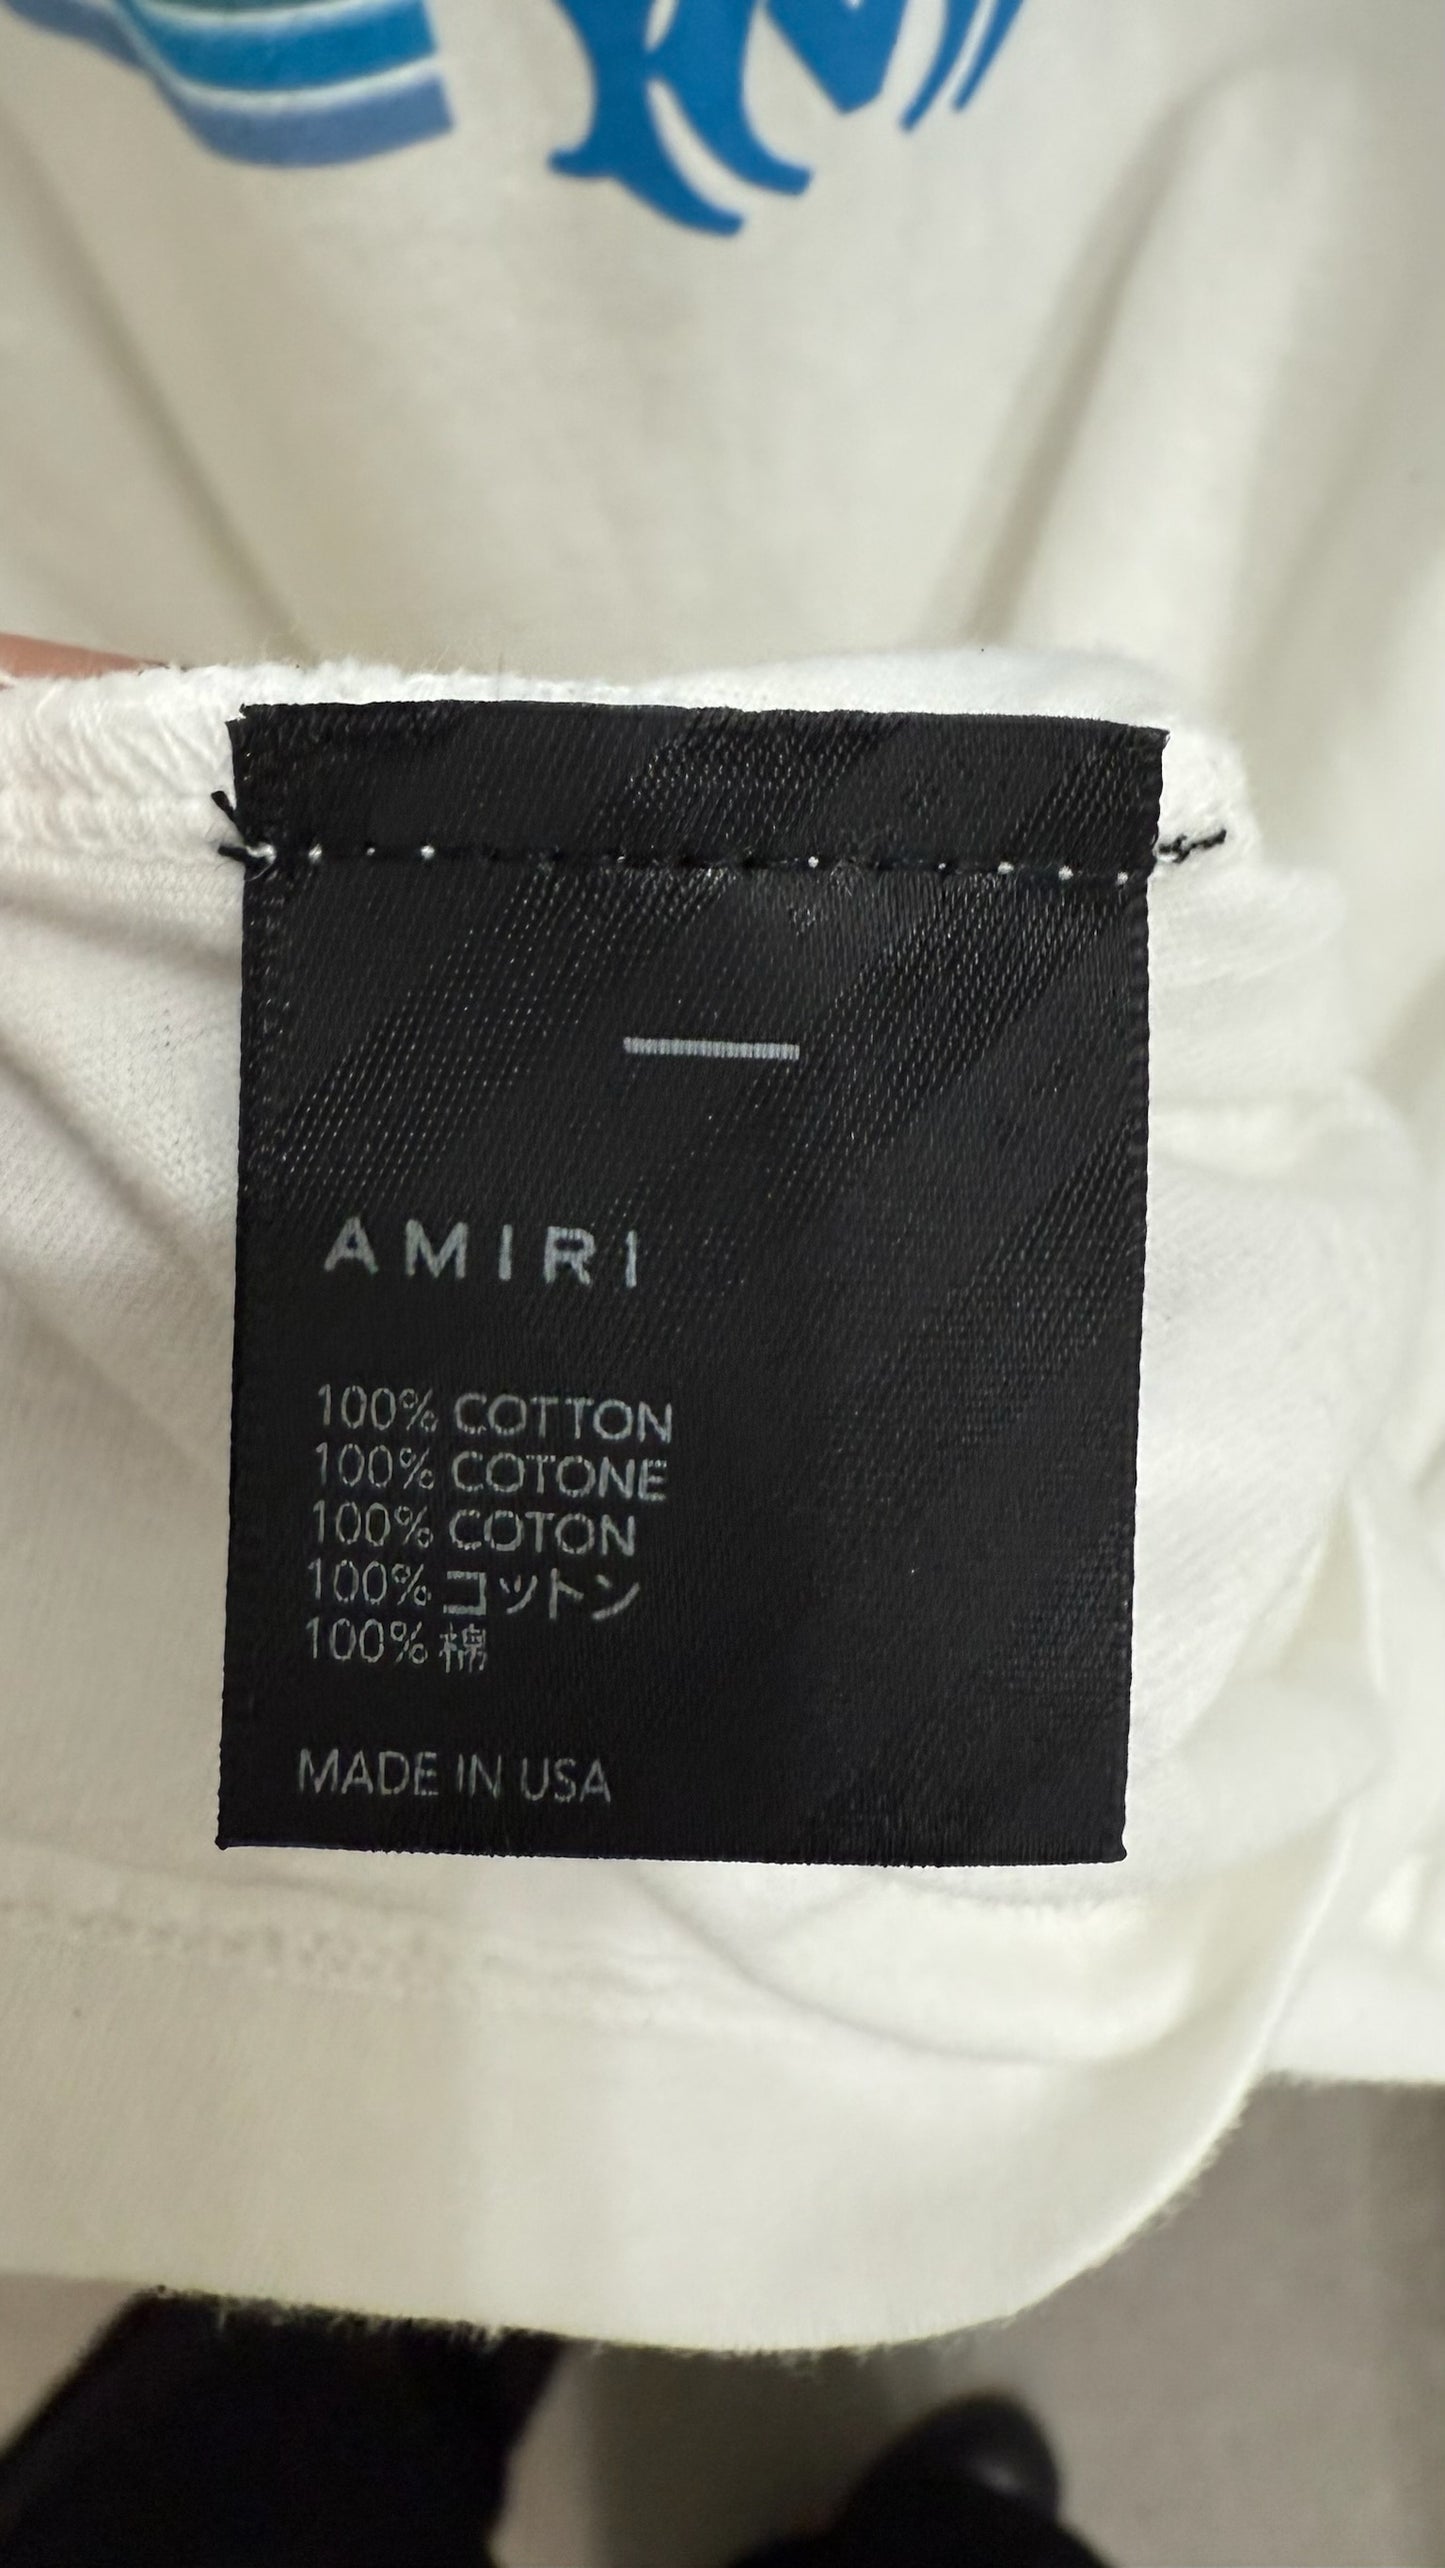 AMIRI
100% COTTON
100% COTONE
100% COTON
100% コットン
100% 棉
MADE IN USA